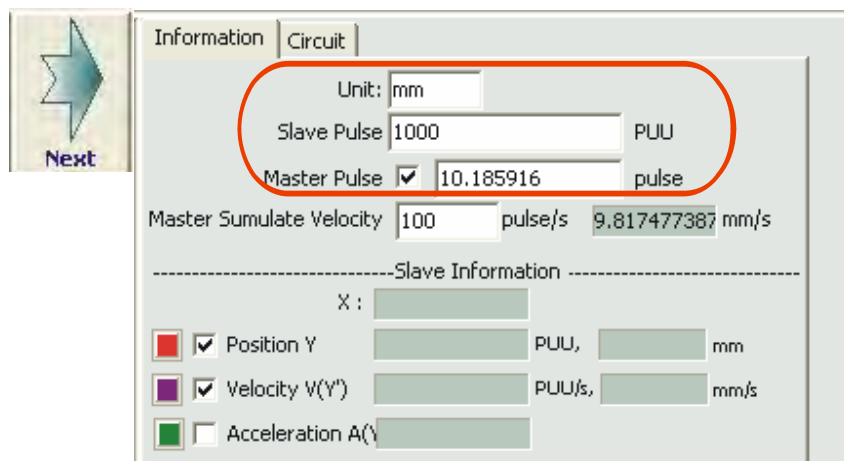 Next
Information Circuit
Unit: mm
Slave Pulse 1000 PUU
Master Pulse 10.185916 pulse
Master Sumulate Velocity 100 pulse/s 9.817477387 mm/s
-----------------------------Slave Information ----------------------------
X :
Position Y PUU, mm
Velocity V(Y') PUU/s, mm/s
Acceleration A(Y